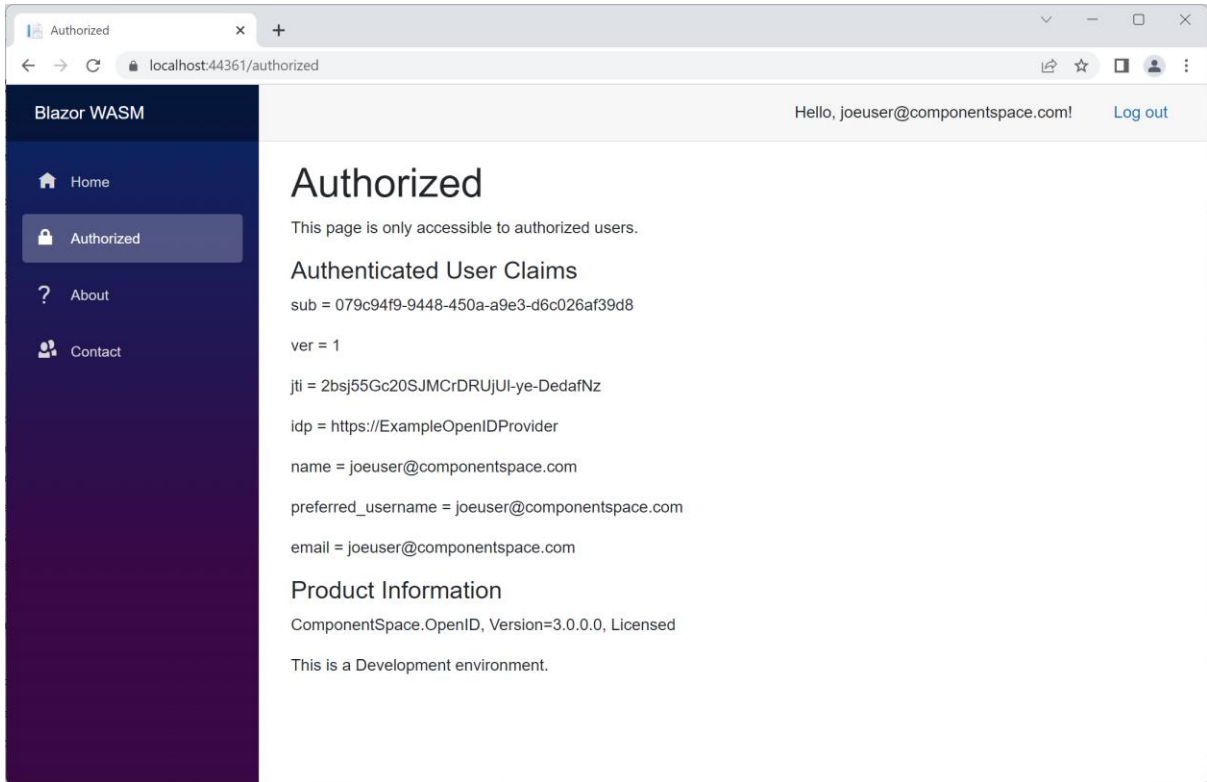 Authorized
localhost:44361/authorized
Blazor WASM
Hello, joeuser@componentspace.com!
Log out
Home
Authorized
About
Contact
Authorized
This page is only accessible to authorized users.
Authenticated User Claims
sub = 079c94f9-9448-450a-a9e3-d6c026af39d8
ver = 1
jti = 2bsj55Gc20SJMCrDRUjUl-ye-DedafNz
idp = https://ExampleOpenIDProvider
name = joeuser@componentspace.com
preferred_username = joeuser@componentspace.com
email = joeuser@componentspace.com
Product Information
ComponentSpace.OpenID, Version=3.0.0.0, Licensed
This is a Development environment.